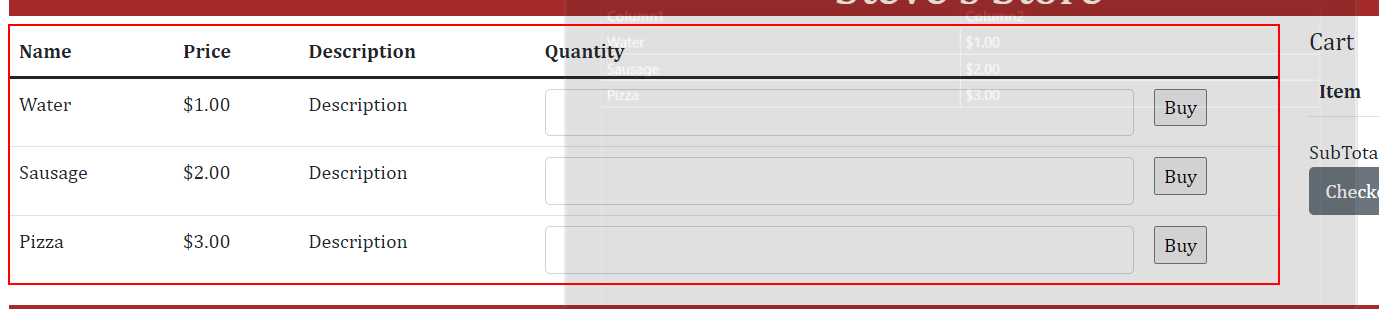 Steve's Store
Column1 Column2
Name Price Description Quantity
Water $1.00
Sausage $2.00
Pizza $3.00
Water $1.00 Description Buy
Sausage $2.00 Description Buy
Pizza $3.00 Description Buy
Cart
Item
SubTota
Checko